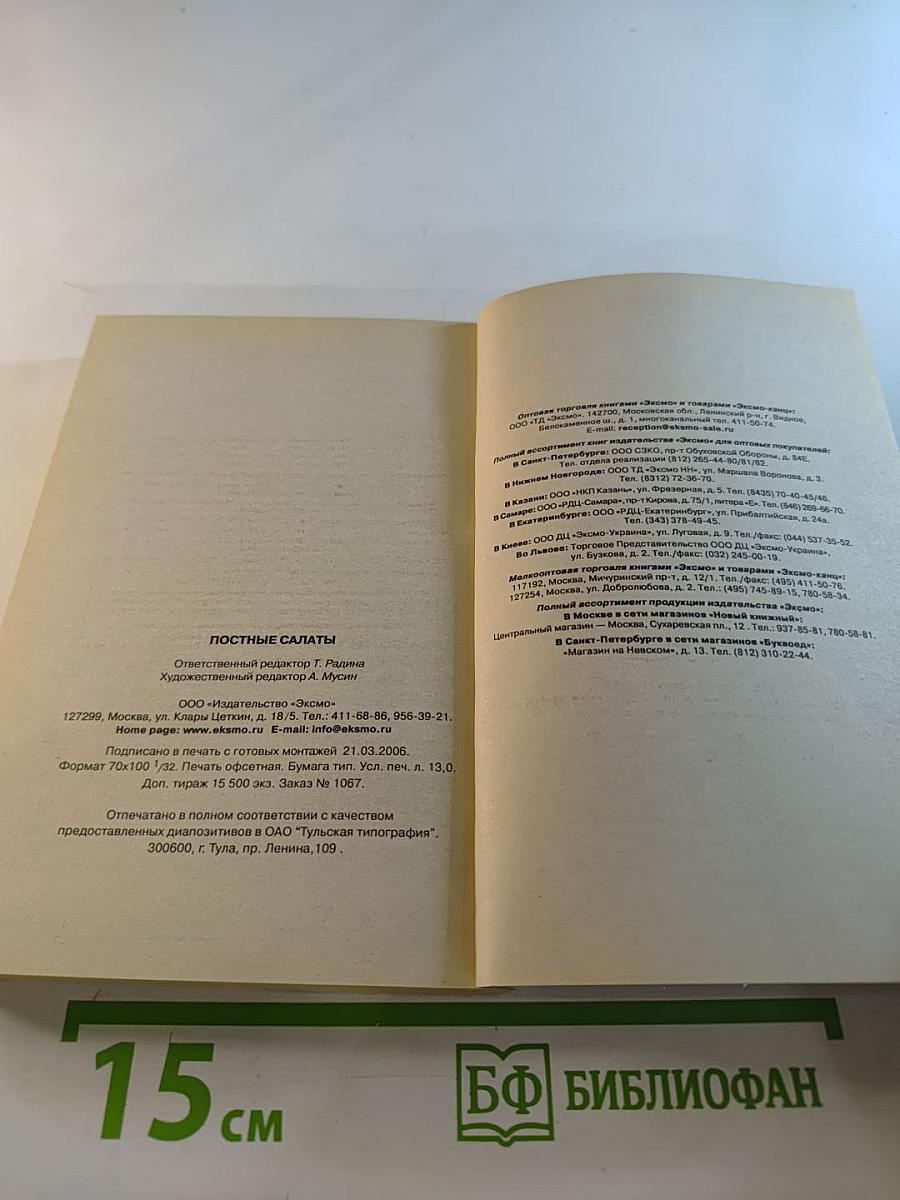 ПОСТНЫЕ САЛАТЫ
Ответственный редактор Т. Радина
Художественный редактор А. Мусин
ООО «Издательство «Эксмо»
127299, Москва, ул. Клары Цеткин, д. 18/5. Тел.: 411-68-86, 956-39-21.
Home page: www.eksmo.ru E-mail: info@eksmo.ru
Подписано в печать с готовых монтажей 21.03.2006.
Формат 70x100 1/32. Печать офсетная. Бумага тип. Усл. печ. л. 13,0.
Доп. тираж 15 500 экз. Заказ № 1067.
Отпечатано в полном соответствии с качеством
предоставленных диапозитивов в ОАО "Тульская типография".
300600, г. Тула, пр. Ленина,109 .
Оптовая торговля книгами «Эксмо» и товарами «Эксмо-канц»:
ООО «ТД «Эксмо». 142700, Московская обл., Ленинский р-н, г. Видное,
Белокаменное ш., д. 1, многоканальный тел. 411-50-74.
E-mail: reception@eksmo-sale.ru
Полный ассортимент книг издательства «Эксмо» для оптовых покупателей:
В Санкт-Петербурге: ООО СЗКО, пр-т Обуховской Обороны, д. 84Е.
Тел. отдела реализации (812) 265-44-80/81/82.
В Нижнем Новгороде: ООО ТД «Эксмо НН», ул. Маршала Воронова, д. 3.
Тел. (8312) 72-36-70.
В Казани: ООО «НКП Казань», ул. Фрезерная, д. 5. Тел. (8435) 70-40-45/46.
В Самаре: ООО «РДЦ-Самара», пр-т Кирова, д. 75/1, литера «Е». Тел. (846) 269-66-70.
В Екатеринбурге: ООО «РДЦ-Екатеринбург», ул. Прибалтийская, д. 24а.
Тел. (343) 378-49-45.
В Киеве: ООО ДЦ «Эксмо-Украина», ул. Луговая, д. 9. Тел./факс: (044) 537-35-52.
Во Львове: Торговое Представительство ООО ДЦ «Эксмо-Украина»,
ул. Бузкова, д. 2. Тел./факс: (032) 245-00-19.
Мелкооптовая торговля книгами «Эксмо» и товарами «Эксмо-канц»:
117192, Москва, Мичуринский пр-т, д. 12/1. Тел./факс: (495) 411-50-76.
127254, Москва, ул. Добролюбова, д. 2. Тел.: (495) 745-89-15, 780-58-34.
Полный ассортимент продукции издательства «Эксмо»:
В Москве в сети магазинов «Новый книжный»:
Центральный магазин — Москва, Сухаревская пл., 12 . Тел.: 937-85-81, 780-58-81.
В Санкт-Петербурге в сети магазинов «Буквоед»:
«Магазин на Невском», д. 13. Тел. (812) 310-22-44.
15 см
БФ БИБЛИОФАН